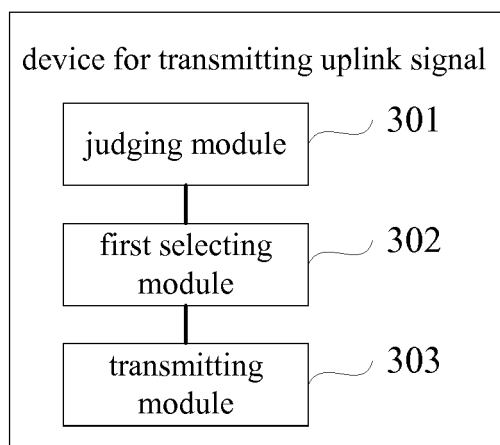 device for transmitting uplink signal
judging module
301
first selecting
module
302
transmitting
module
303